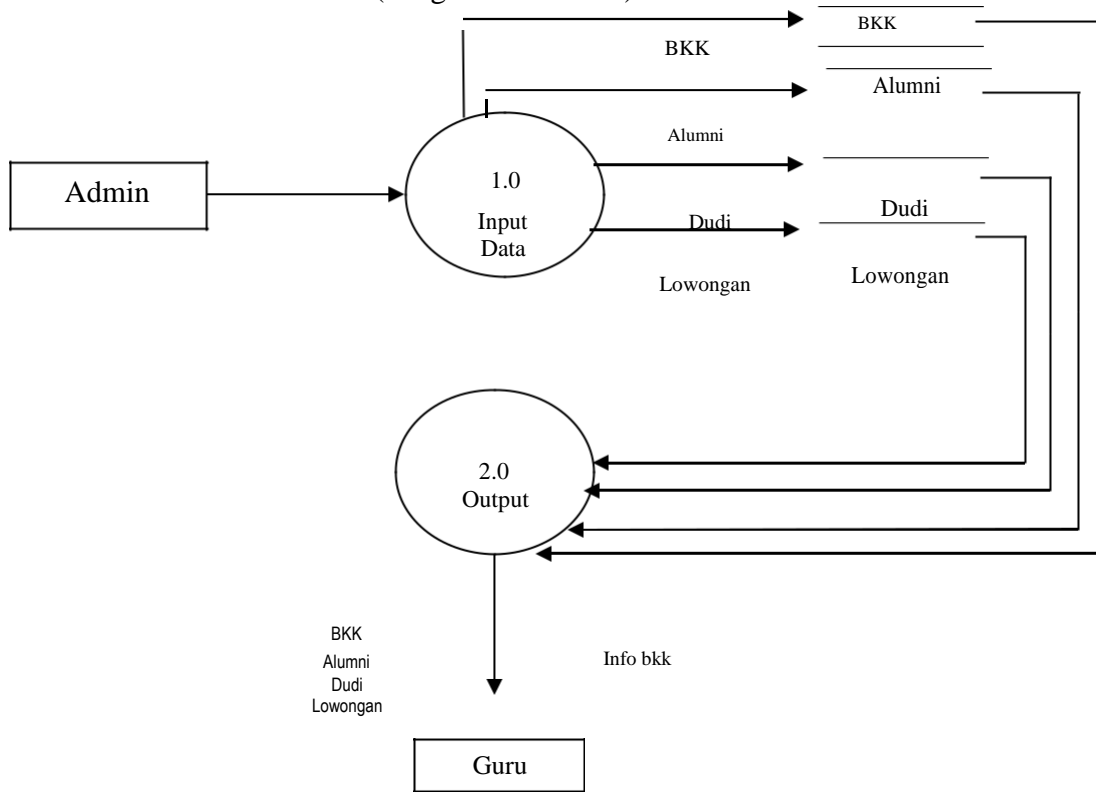 BKK
BKK
Alumni
Alumni
Admin
1.0
Input
Data
Dudi
Dudi
Lowongan
Lowongan
2.0
Output
BKK
Alumni
Dudi
Lowongan
Info bkk
Guru